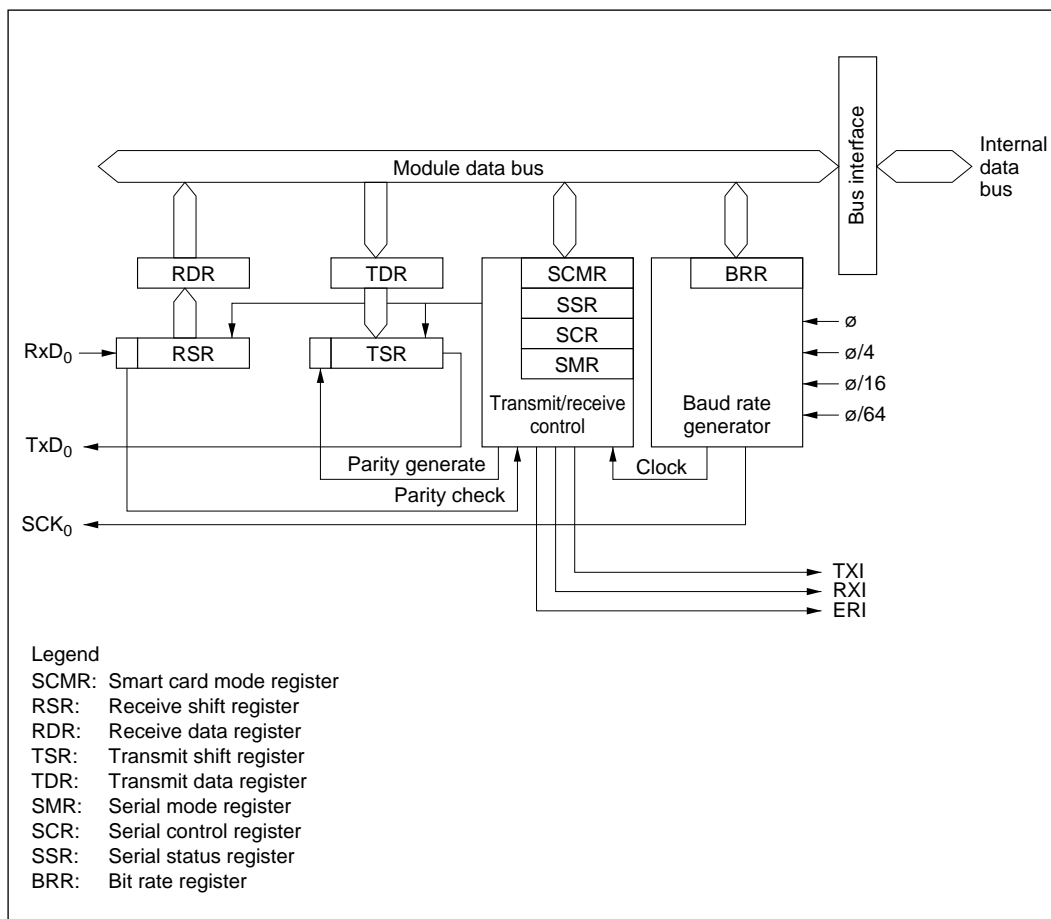 Bus interface
Internal
data
bus
Module data bus
RDR
TDR
SCMR
BRR
SSR
SCR
SMR
RxD0
RSR
TSR
ø
ø/4
ø/16
ø/64
Transmit/receive
control
Baud rate
generator
TxD0
Parity generate
Clock
Parity check
SCK0
TXI
RXI
ERI
Legend
SCMR: Smart card mode register
RSR: Receive shift register
RDR: Receive data register
TSR: Transmit shift register
TDR: Transmit data register
SMR: Serial mode register
SCR: Serial control register
SSR: Serial status register
BRR: Bit rate register